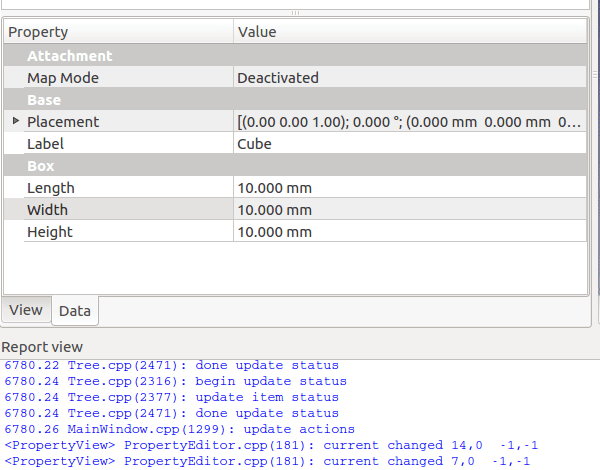 Property Value
Attachment
Map Mode Deactivated
Base
Placement [(0.00 0.00 1.00); 0.000 °; (0.000 mm  0.000 mm  0...
Label Cube
Box
Length 10.000 mm
Width 10.000 mm
Height 10.000 mm
View Data
Report view
6780.22 Tree.cpp(2471): done update status
6780.24 Tree.cpp(2316): begin update status
6780.24 Tree.cpp(2377): update item status
6780.24 Tree.cpp(2471): done update status
6780.26 MainWindow.cpp(1299): update actions
<PropertyView> PropertyEditor.cpp(181): current changed 14,0  -1,-1
<PropertyView> PropertyEditor.cpp(181): current changed 7,0  -1,-1